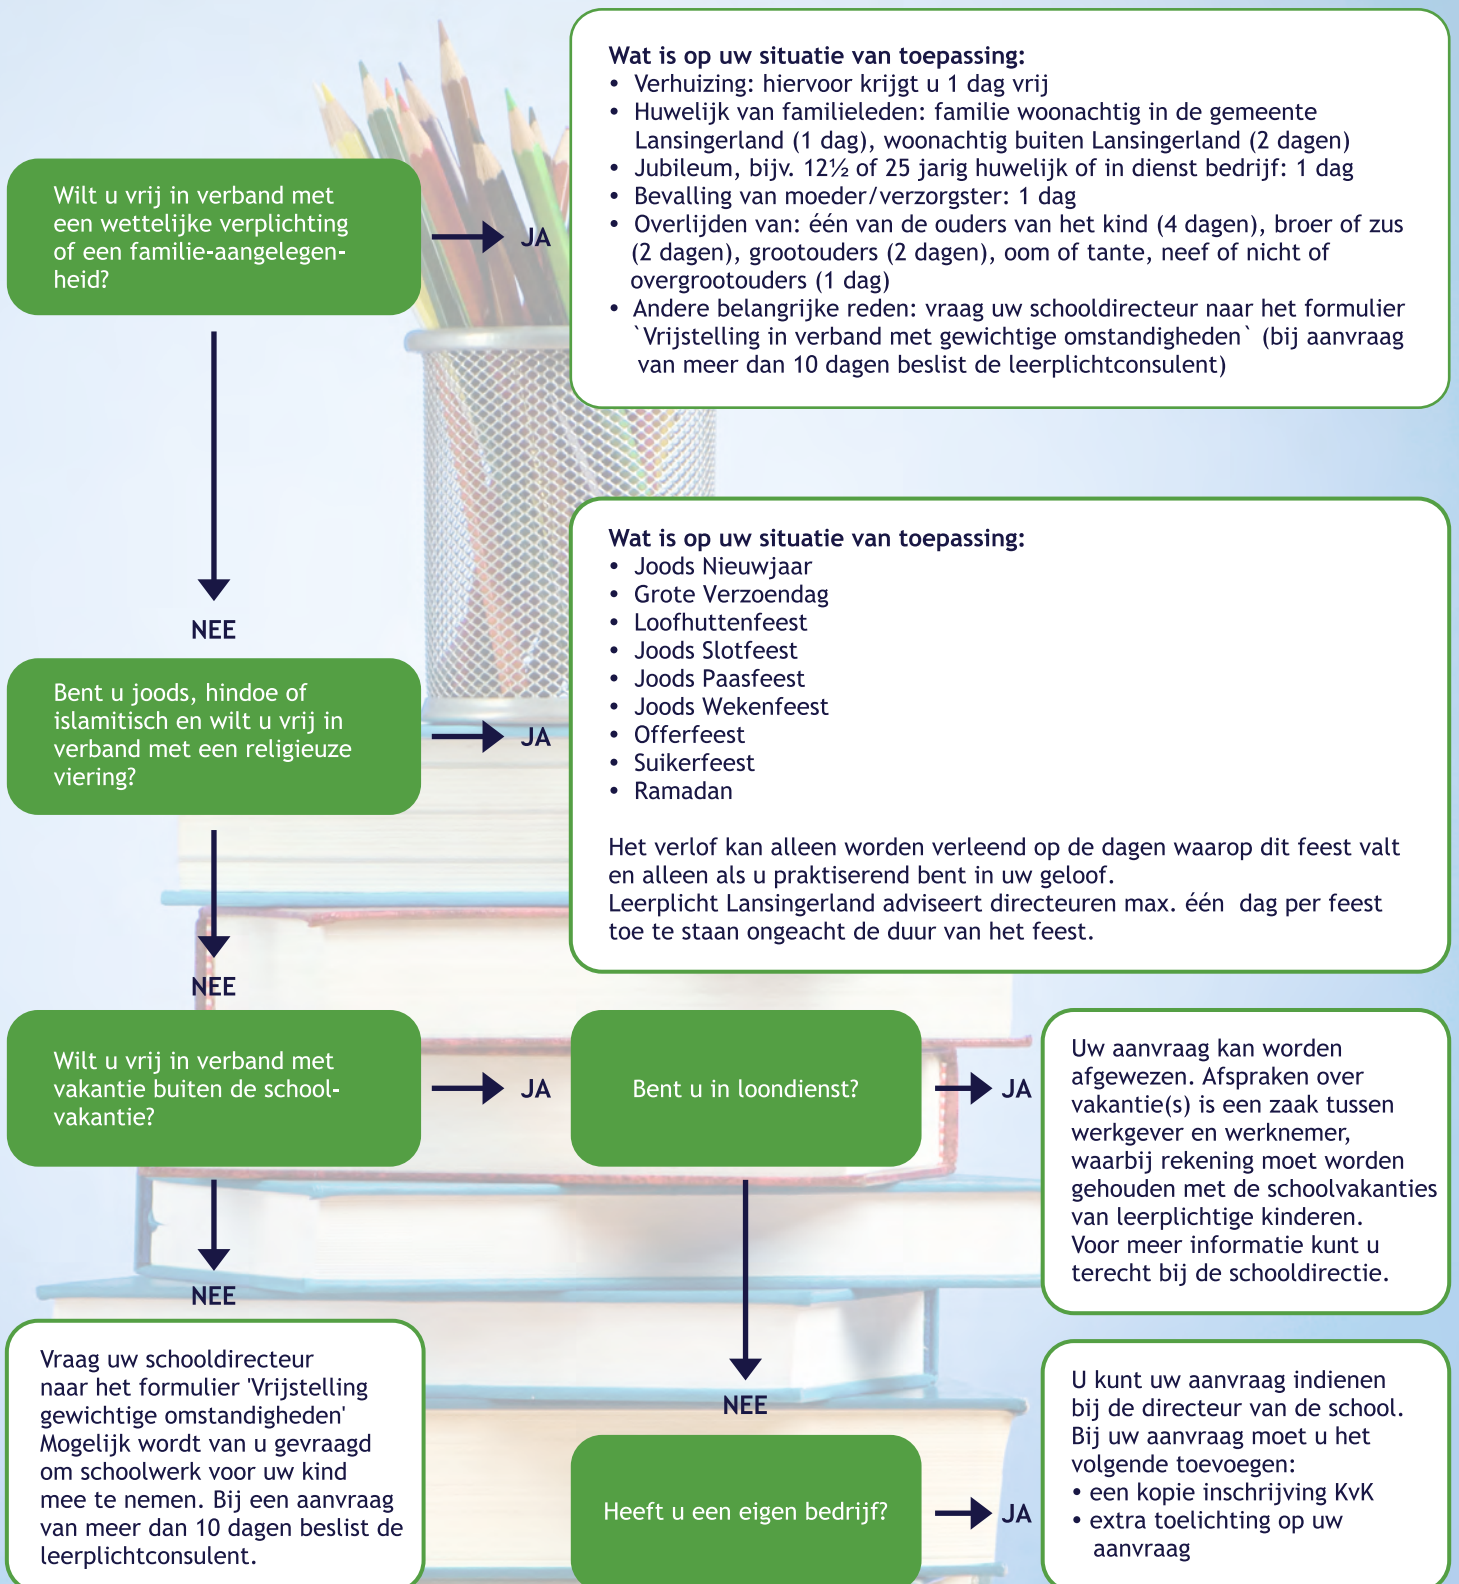 Wat is op uw situatie van toepassing:
• Verhuizing: hiervoor krijgt u 1 dag vrij
• Huwelijk van familieleden: familie woonachtig in de gemeente
Lansingerland (1 dag), woonachtig buiten Lansingerland (2 dagen)
• Jubileum, bijv. 12½ of 25 jarig huwelijk of in dienst bedrijf: 1 dag
• Bevalling van moeder/verzorgster: 1 dag
• Overlijden van: één van de ouders van het kind (4 dagen), broer of zus
(2 dagen), grootouders (2 dagen), oom of tante, neef of nicht of
overgrootouders (1 dag)
• Andere belangrijke reden: vraag uw schooldirecteur naar het formulier
`Vrijstelling in verband met gewichtige omstandigheden` (bij aanvraag
van meer dan 10 dagen beslist de leerplichtconsulent)
Wilt u vrij in verband met
een wettelijke verplichting
of een familie-aangelegen-
heid?
JA
NEE
Wat is op uw situatie van toepassing:
• Joods Nieuwjaar
• Grote Verzoendag
• Loofhuttenfeest
• Joods Slotfeest
• Joods Paasfeest
• Joods Wekenfeest
• Offerfeest
• Suikerfeest
• Ramadan
Het verlof kan alleen worden verleend op de dagen waarop dit feest valt
en alleen als u praktiserend bent in uw geloof.
Leerplicht Lansingerland adviseert directeuren max. één dag per feest
toe te staan ongeacht de duur van het feest.
Bent u joods, hindoe of
islamitisch en wilt u vrij in
verband met een religieuze
viering?
JA
NEE
Wilt u vrij in verband met
vakantie buiten de school-
vakantie?
JA
Bent u in loondienst?
JA
Uw aanvraag kan worden
afgewezen. Afspraken over
vakantie(s) is een zaak tussen
werkgever en werknemer,
waarbij rekening moet worden
gehouden met de schoolvakanties
van leerplichtige kinderen.
Voor meer informatie kunt u
terecht bij de schooldirectie.
NEE
Vraag uw schooldirecteur
naar het formulier 'Vrijstelling
gewichtige omstandigheden'
Mogelijk wordt van u gevraagd
om schoolwerk voor uw kind
mee te nemen. Bij een aanvraag
van meer dan 10 dagen beslist de
leerplichtconsulent.
NEE
Heeft u een eigen bedrijf?
JA
U kunt uw aanvraag indienen
bij de directeur van de school.
Bij uw aanvraag moet u het
volgende toevoegen:
• een kopie inschrijving KvK
• extra toelichting op uw
aanvraag